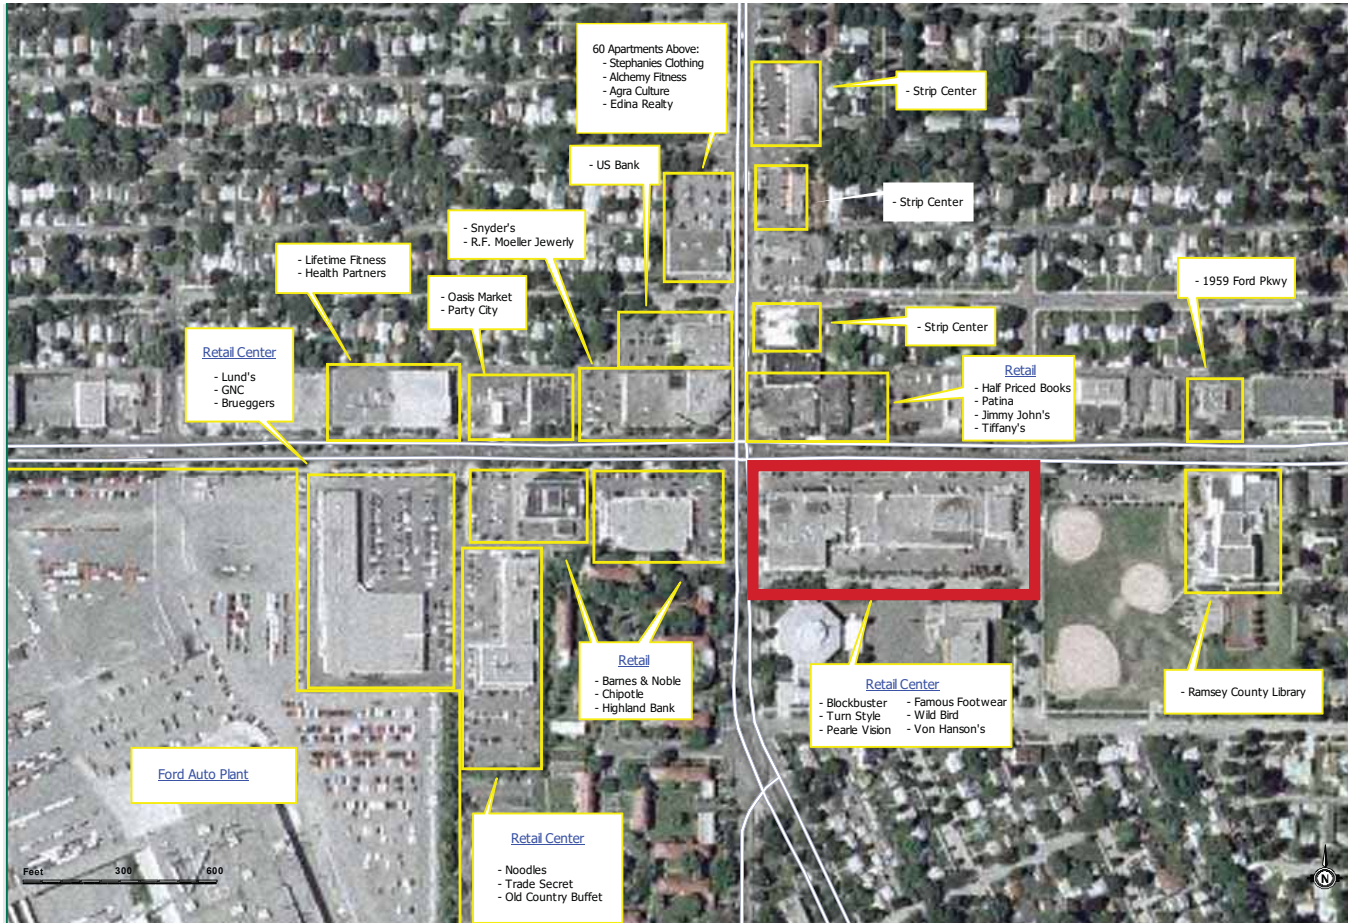 60 Apartments Above:
- Stephanies Clothing
- Alchemy Fitness
- Agra Culture
- Edina Realty
- Strip Center
- US Bank
- Strip Center
- Snyder's
- R.F. Moeller Jewerly
- Lifetime Fitness
- Health Partners
- Oasis Market
- Party City
- 1959 Ford Pkwy
- Strip Center
Retail Center
- Lund's
- GNC
- Brueggers
Retail
- Half Priced Books
- Patina
- Jimmy John's
- Tiffany's
Retail
- Barnes & Noble
- Chipotle
- Highland Bank
Retail Center
- Blockbuster - Famous Footwear
- Turn Style - Wild Bird
- Pearle Vision - Von Hanson's
- Ramsey County Library
Ford Auto Plant
Retail Center
- Noodles
- Trade Secret
- Old Country Buffet
Feet 300 600
N